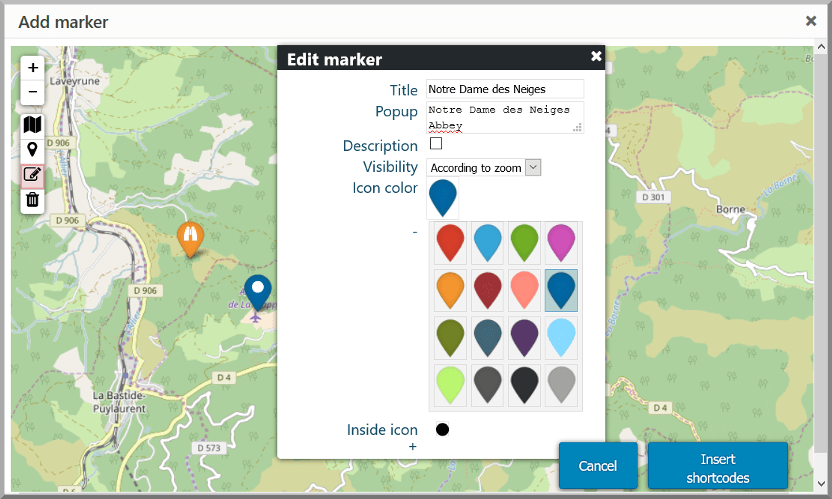 Add marker
×
Edit marker
×
+
−
Title
Notre Dame des Neiges
Popup
Notre Dame des Neiges
Abbey
Description
Visibility
According to zoom
Icon color
-
Inside icon
+
Cancel
Insert
shortcodes
Laveyrune
D 906
D 906
D 906
D 4
La Bastide-
Puylaurent
D 573
D 301
Borne
La Borne
D 4